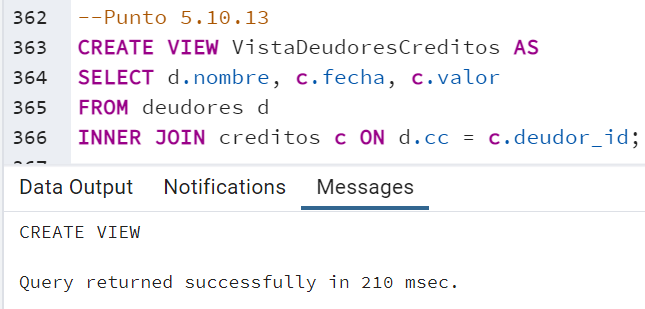 362 --Punto 5.10.13
363 CREATE VIEW VistaDeudoresCreditos AS
364 SELECT d.nombre, c.fecha, c.valor
365 FROM deudores d
366 INNER JOIN creditos c ON d.cc = c.deudor_id;
Data Output Notifications Messages
CREATE VIEW
Query returned successfully in 210 msec.